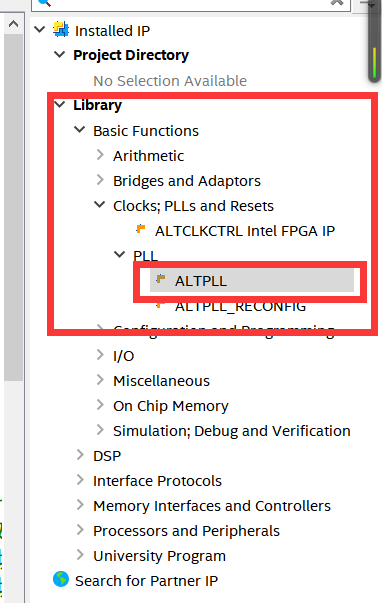 Installed IP
Project Directory
No Selection Available
Library
Basic Functions
Arithmetic
Bridges and Adaptors
Clocks; PLLs and Resets
ALTCLKCTRL Intel FPGA IP
PLL
ALTPLL
ALTPLL_RECONFIG
Configuration and Programming
I/O
Miscellaneous
On Chip Memory
Simulation; Debug and Verification
DSP
Interface Protocols
Memory Interfaces and Controllers
Processors and Peripherals
University Program
Search for Partner IP